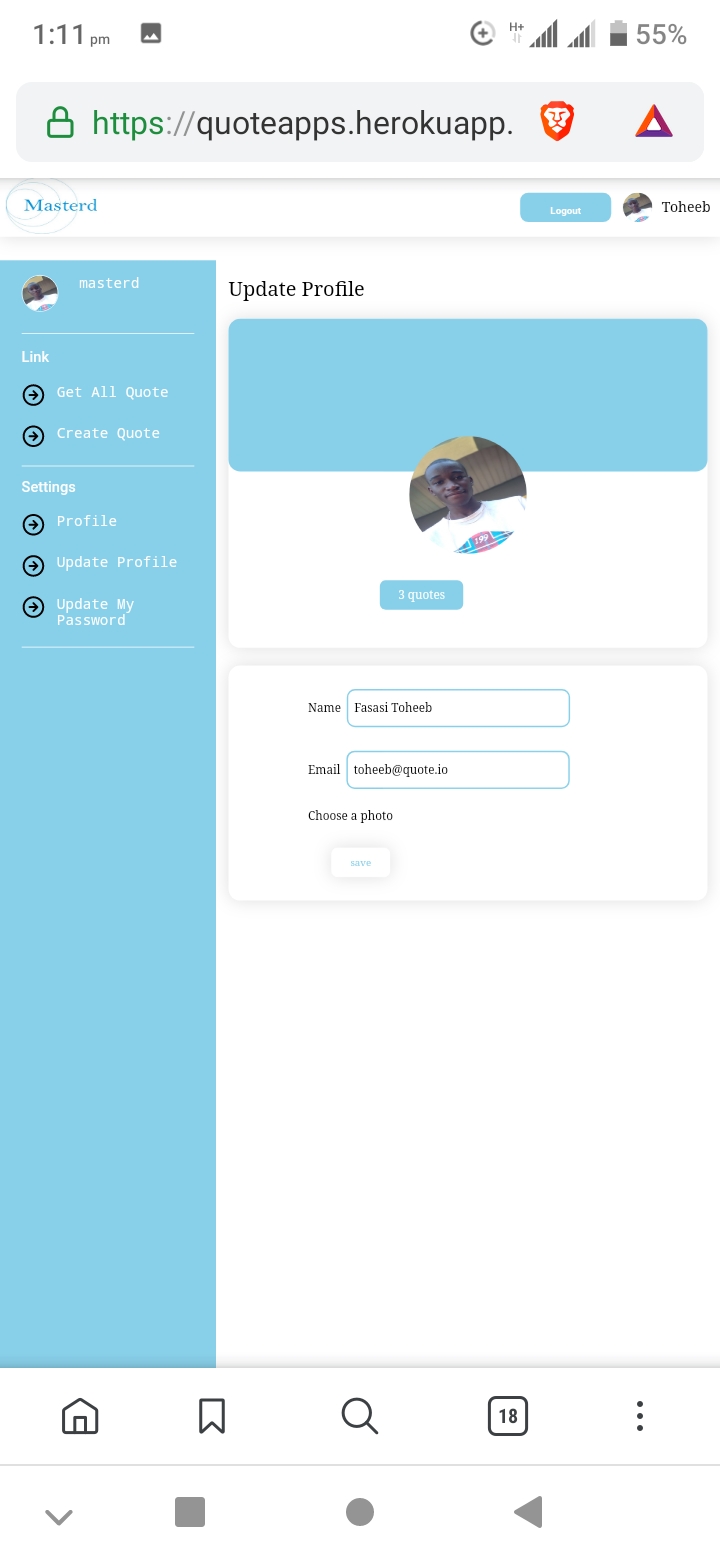 1:11 pm H+ 55%
https://quoteapps.herokuapp.
Masterd Logout Toheeb
masterd
Link
Get All Quote
Create Quote
Settings
Profile
Update Profile
Update My
Password
Update Profile
199
3 quotes
Name Fasasi Toheeb
Email toheeb@quote.io
Choose a photo
save
18